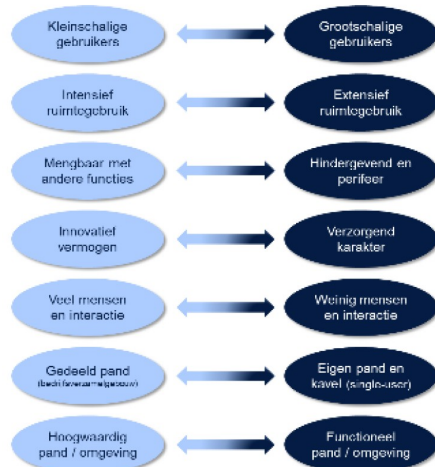 Kleinschalige
gebruikers
Grootschalige
gebruikers
Intensief
ruimtegebruik
Extensief
ruimtegebruik
Mengbaar met
andere functies
Hindergevend en
perifeer
Innovatief
vermogen
Verzorgend
karakter
Veel mensen
en interactie
Weinig mensen
en interactie
Gedeeld pand
(bedrijfsverzamelgebouw)
Eigen pand en
kavel (single-user)
Hoogwaardig
pand / omgeving
Functioneel
pand / omgeving